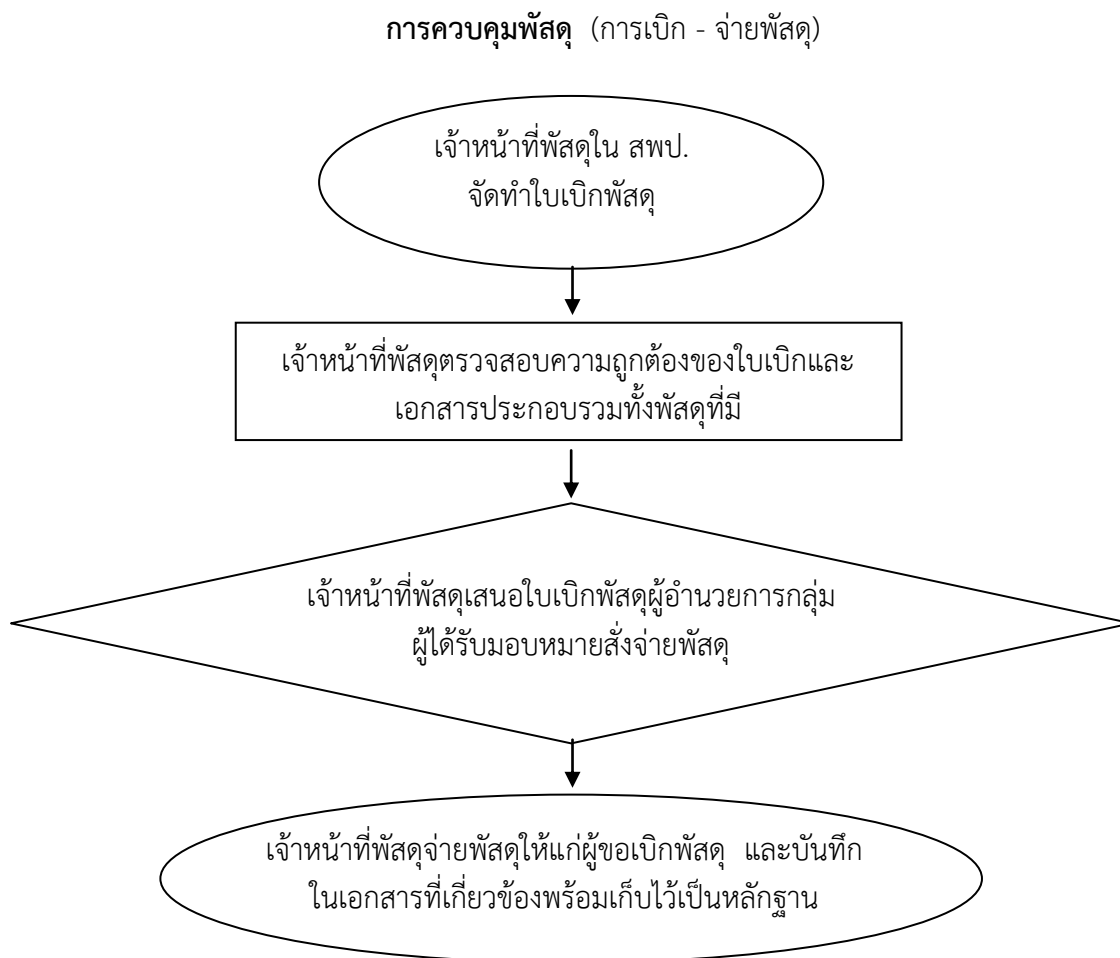 การควบคุมพัสดุ (การเบิก - จ่ายพัสดุ)
เจ้าหน้าที่พัสดุใน สพป.
จัดทำใบเบิกพัสดุ
เจ้าหน้าที่พัสดุตรวจสอบความถูกต้องของใบเบิกและ
เอกสารประกอบรวมทั้งพัสดุที่มี
เจ้าหน้าที่พัสดุเสนอใบเบิกพัสดุผู้อำนวยการกลุ่ม
ผู้ได้รับมอบหมายสั่งจ่ายพัสดุ
เจ้าหน้าที่พัสดุจ่ายพัสดุให้แก่ผู้ขอเบิกพัสดุ และบันทึก
ในเอกสารที่เกี่ยวข้องพร้อมเก็บไว้เป็นหลักฐาน